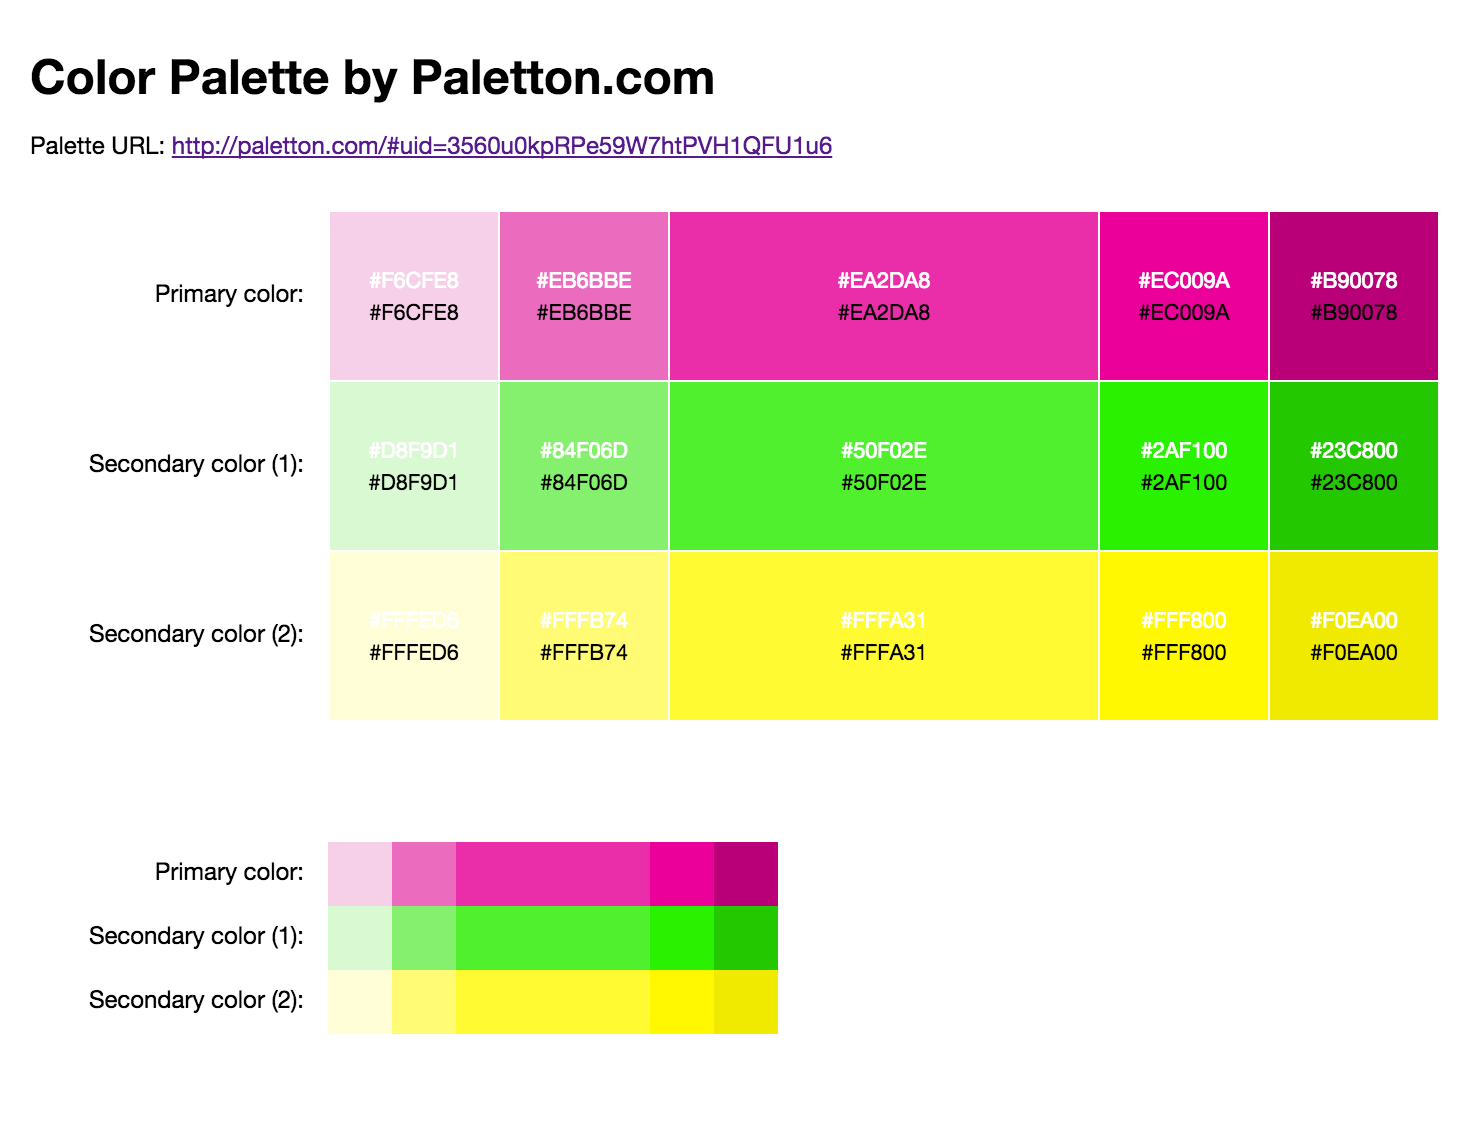 Color Palette by Paletton.com
Palette URL: http://paletton.com/#uid=3560u0kpRPe59W7htPVH1QFU1u6
Primary color:
#F6CFE8 #EB6BBE #EA2DA8 #EC009A #B90078
#F6CFE8 #EB6BBE #EA2DA8 #EC009A #B90078
Secondary color (1):
#D8F9D1 #84F06D #50F02E #2AF100 #23C800
#D8F9D1 #84F06D #50F02E #2AF100 #23C800
Secondary color (2):
#FFFED6 #FFFB74 #FFFA31 #FFF800 #F0EA00
#FFFED6 #FFFB74 #FFFA31 #FFF800 #F0EA00
Primary color:
Secondary color (1):
Secondary color (2):